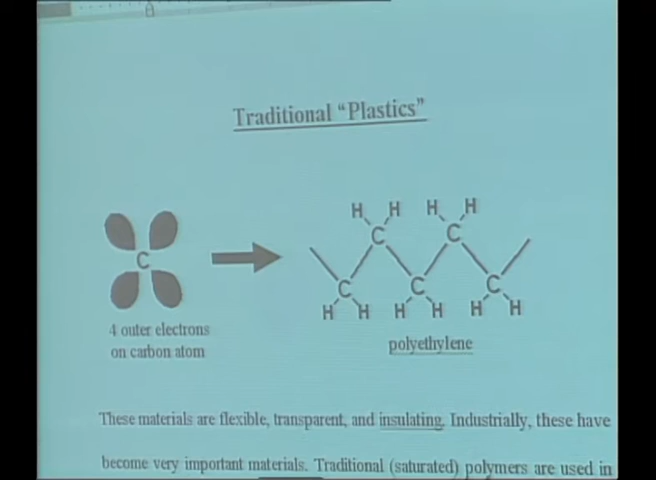 Traditional “Plastics”
H H H H
C C
C
C C C
H H H H H H
4 outer electrons
on carbon atom
polyethylene
These materials are flexible, transparent, and insulating. Industrially, these have
become very important materials. Traditional (saturated) polymers are used in